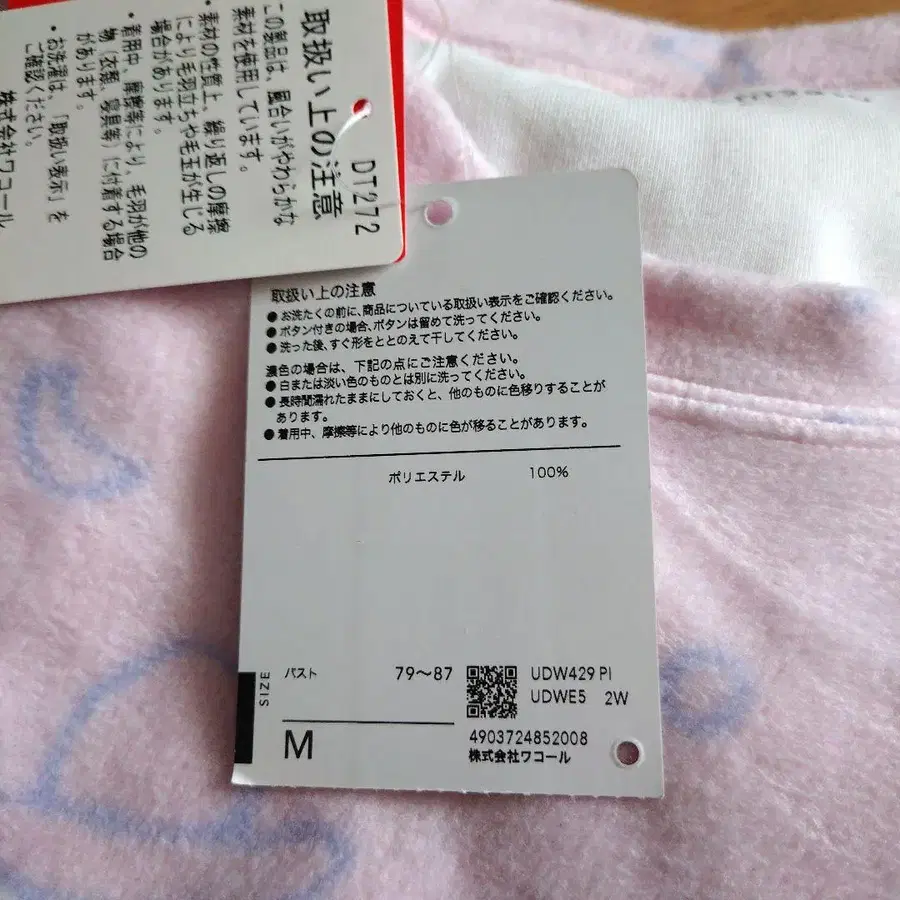 DT272
取扱い上の注意
この製品は、風合いがやわらかな
素材を使用しています。
・素材の性質上、繰り返しの摩擦
により毛羽立ちや毛玉が生じる
場合があります。
・着用中、摩擦等により、毛羽が他の
物(衣類、寝具等)に付着する場合
があります。
・お洗濯は、「取扱い表示」を
ご確認ください。
株式会社ワコール
取扱い上の注意
●お洗たくの前に、商品についている取扱い表示をご確認ください。
●ボタン付きの場合、ボタンは留めて洗ってください。
●洗った後、すぐ形をととのえて干してください。
濃色の場合は、下記の点にご注意ください。
●白または淡い色のものとは別に洗ってください。
●長時間濡れたままにしておくと、他のものに色移りすることが
あります。
●着用中、摩擦等により他のものに色が移ることがあります。
ポリエステル 100%
SIZE
バスト 79～87
M
UDW429 PI
UDWE5 2W
4903724852008
株式会社ワコール